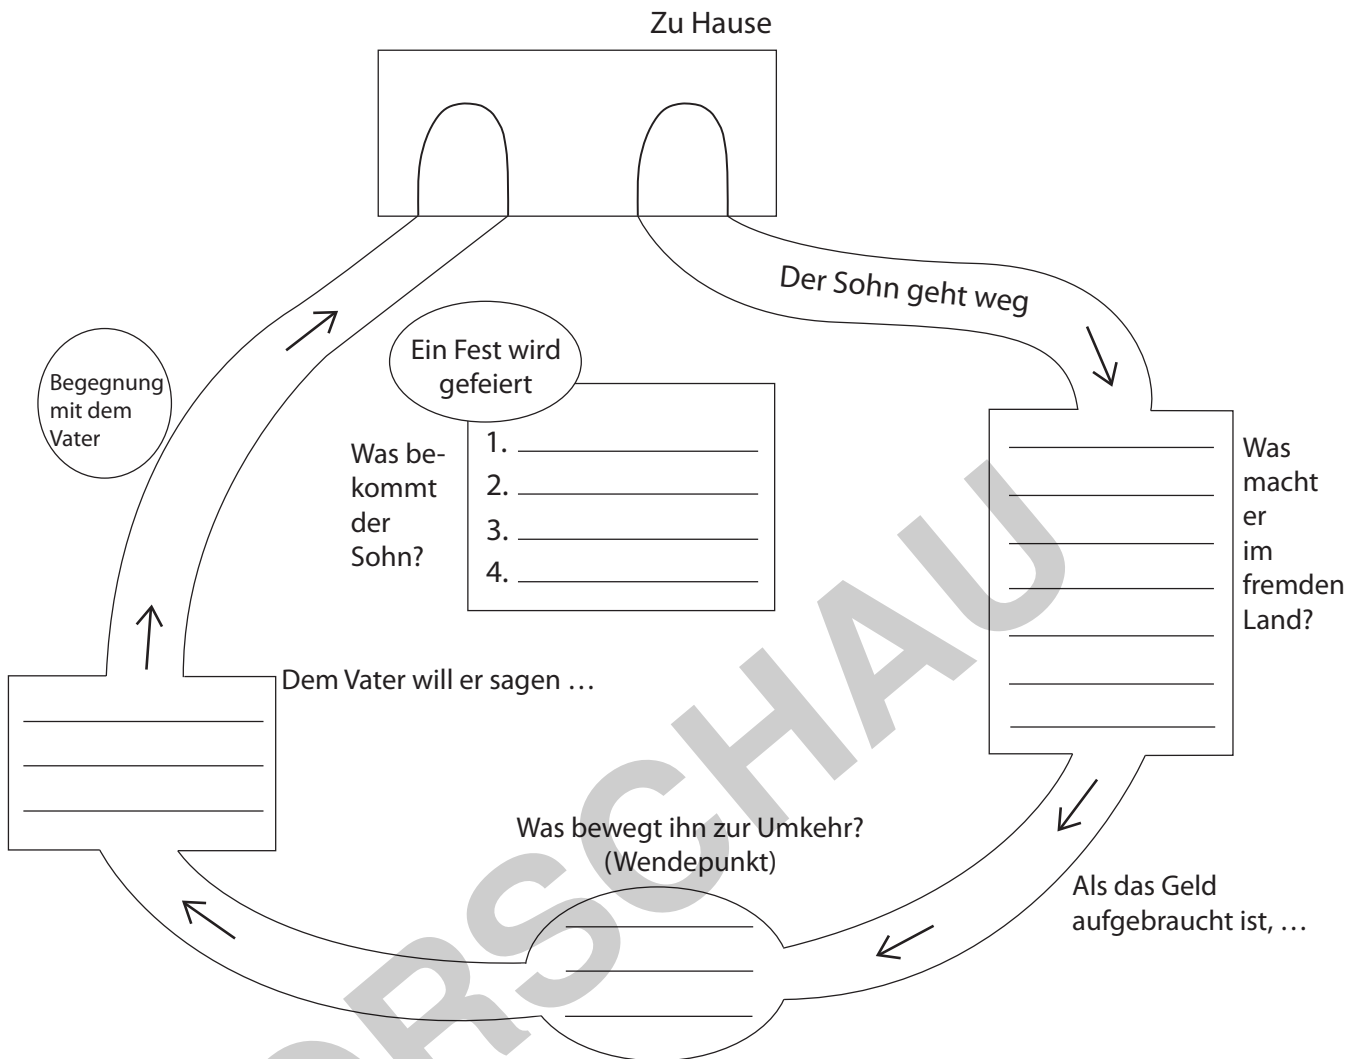 Zu Hause
Der Sohn geht weg
Ein Fest wird
gefeiert
Begegnung
mit dem
Vater
Was be-
kommt
der
Sohn?
1.
2.
3.
4.
Was
macht
er
im
fremden
Land?
Dem Vater will er sagen …
Was bewegt ihn zur Umkehr?
(Wendepunkt)
Als das Geld
aufgebraucht ist, …
VORSCHAU